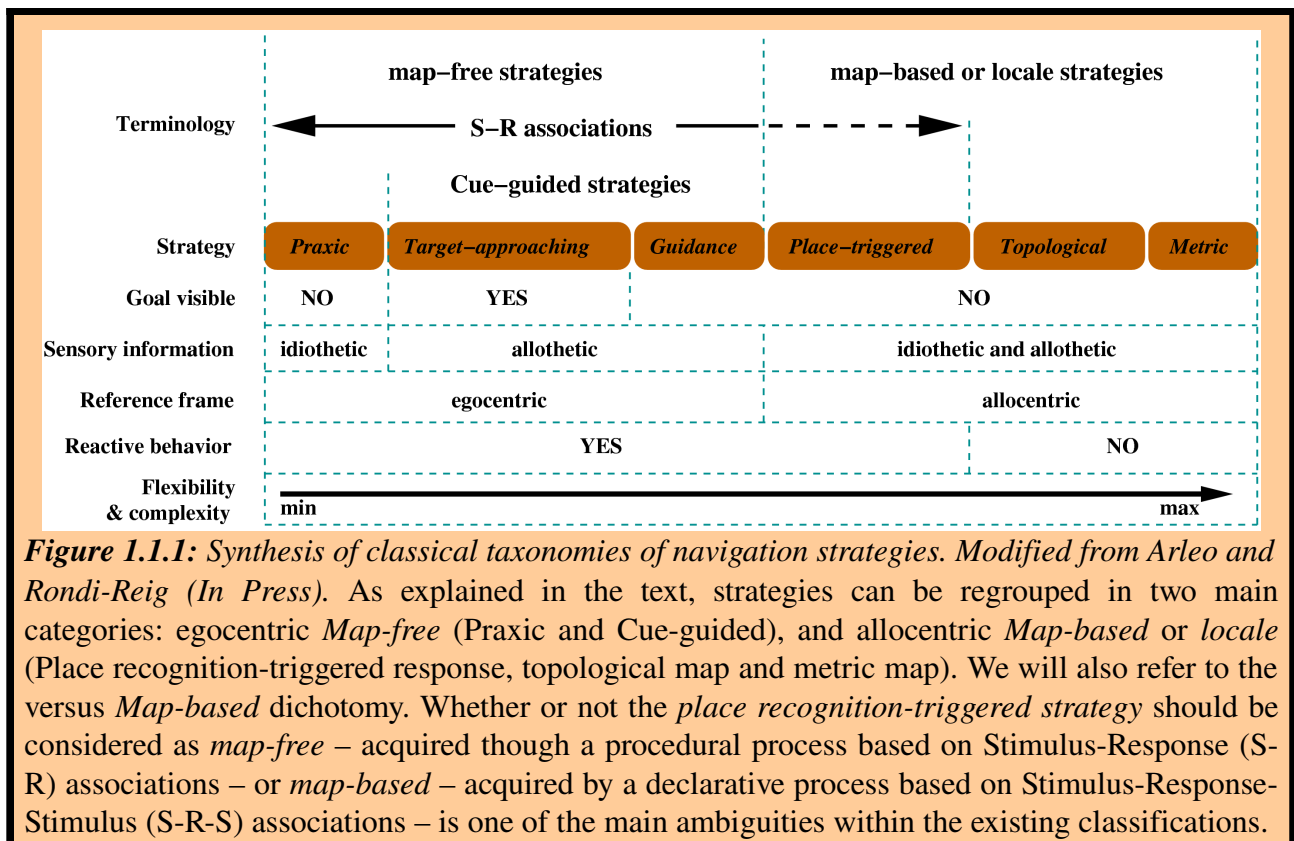 map−free strategies map−based or locale strategies
Terminology S−R associations
Cue−guided strategies
Strategy Praxic Target−approaching Guidance Place−triggered Topological Metric
Goal visible NO YES NO
Sensory information idiothetic allothetic idiothetic and allothetic
Reference frame egocentric allocentric
Reactive behavior YES NO
Flexibility
& complexity min max
Figure 1.1.1: Synthesis of classical taxonomies of navigation strategies. Modified from Arleo and
Rondi-Reig (In Press). As explained in the text, strategies can be regrouped in two main
categories: egocentric Map-free (Praxic and Cue-guided), and allocentric Map-based or locale
(Place recognition-triggered response, topological map and metric map). We will also refer to the
versus Map-based dichotomy. Whether or not the place recognition-triggered strategy should be
considered as map-free – acquired though a procedural process based on Stimulus-Response (S-
R) associations – or map-based – acquired by a declarative process based on Stimulus-Response-
Stimulus (S-R-S) associations – is one of the main ambiguities within the existing classifications.